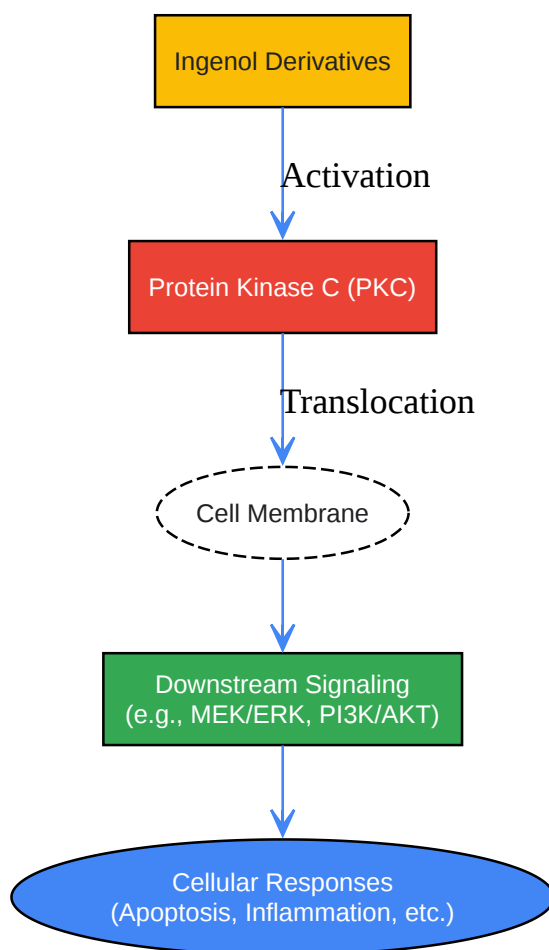 Ingenol Derivatives
Activation
Protein Kinase C (PKC)
Translocation
Cell Membrane
Downstream Signaling
(e.g., MEK/ERK, PI3K/AKT)
Cellular Responses
(Apoptosis, Inflammation, etc.)